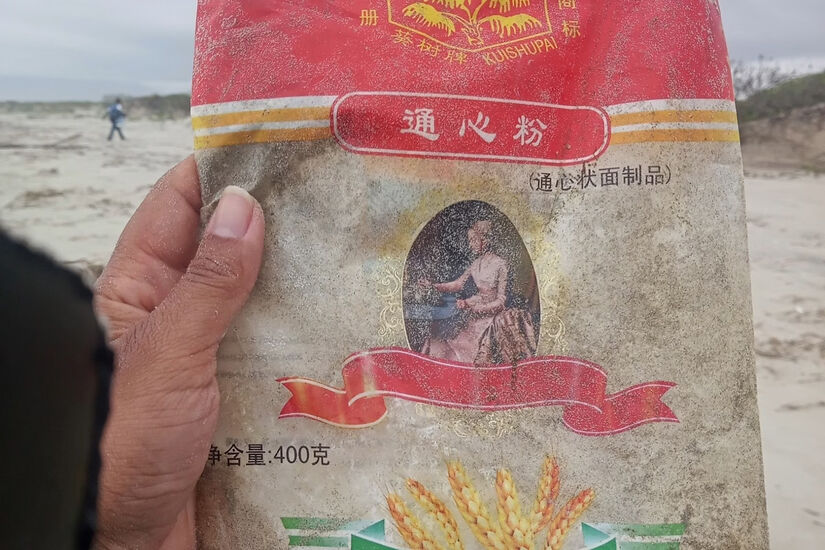 册 商标
葵树牌 KUISHUPAI
通心粉
(通心状面制品)
净含量:400克